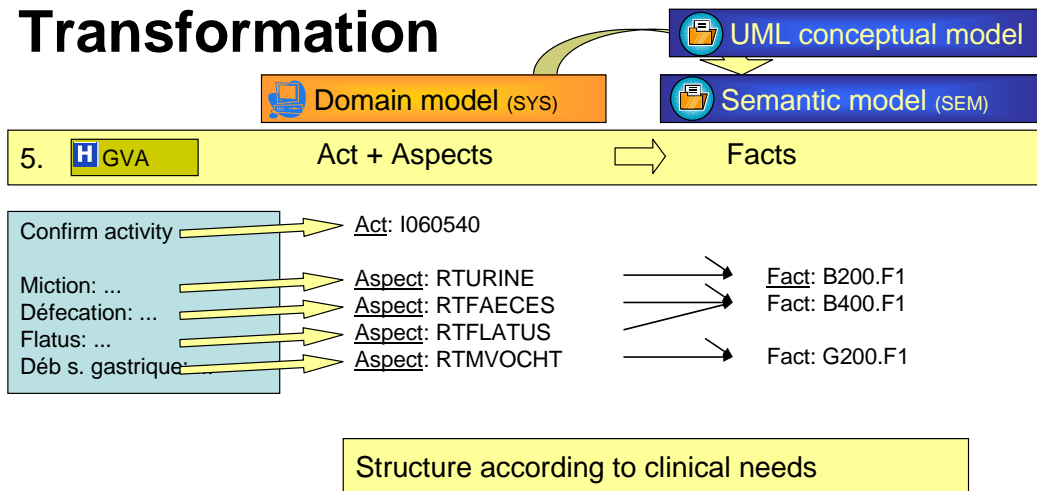 Transformation
UML conceptual model
Domain model (SYS)
Semantic model (SEM)
5. H GVA Act + Aspects Facts
Confirm activity Act: I060540
Miction: ... Aspect: RTURINE Fact: B200.F1
Défecation: ... Aspect: RTFAECES Fact: B400.F1
Flatus: ... Aspect: RTFLATUS
Déb s. gastrique: ... Aspect: RTMVOCHT Fact: G200.F1
Structure according to clinical needs